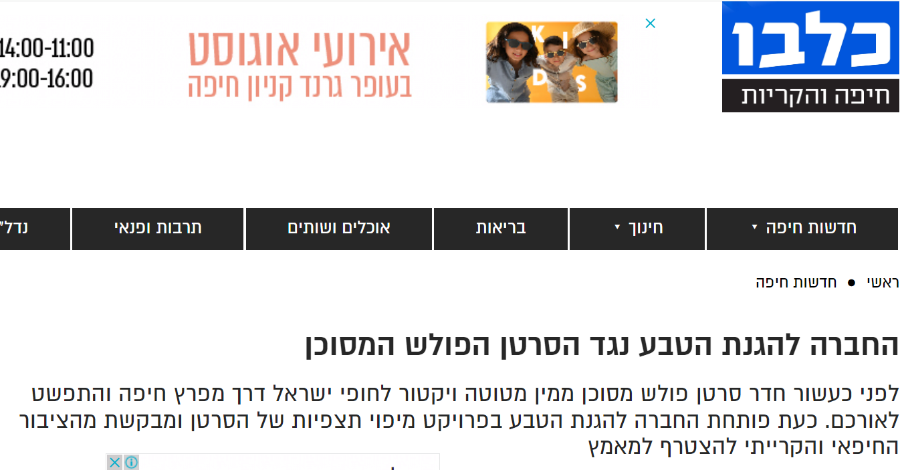 כלבו
חיפה והקריות
KIDS
אירועי אוגוסט
בעופר גרנד קניון חיפה
14:00-11:00
9:00-16:00
חדשות חיפה
חינוך
בריאות
אוכלים ושותים
תרבות ופנאי
נדל"
ראשי • חדשות חיפה
החברה להגנת הטבע נגד הסרטן הפולש המסוכן
לפני כעשור חדר סרטן פולש מסוכן ממין מטוטה ויקטור לחופי ישראל דרך מפרץ חיפה והתפשט
לאורכם. כעת פותחת החברה להגנת הטבע בפרויקט מיפוי תצפיות של הסרטן ומבקשת מהציבור
החיפאי והקרייתי להצטרף למאמץ